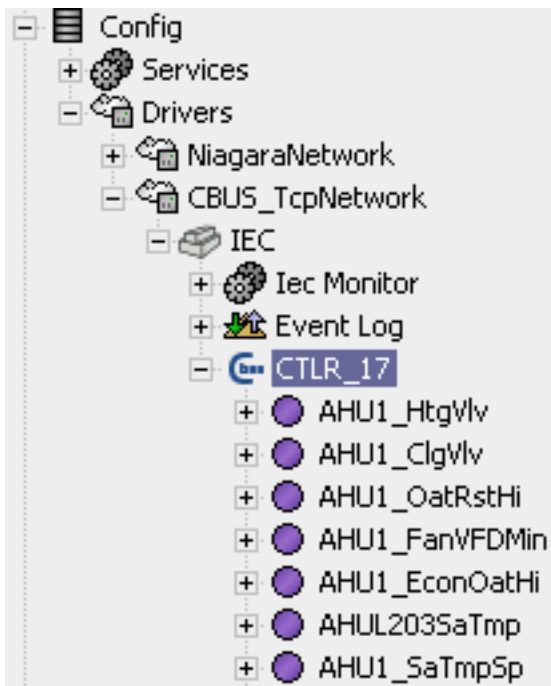 Config
Services
Drivers
NiagaraNetwork
CBUS_TcpNetwork
IEC
Iec Monitor
Event Log
CTLR_17
AHU1_HtgVlv
AHU1_ClgVlv
AHU1_OatRstHi
AHU1_FanVFDMin
AHU1_EconOatHi
AHUL203SaTmp
AHU1_SaTmpSp